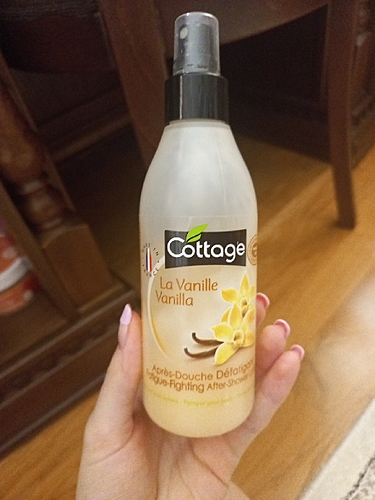 Cottage
La Vanille
Vanilla
Après-Douche Défatigant
Fatigue-Fighting After-Shower